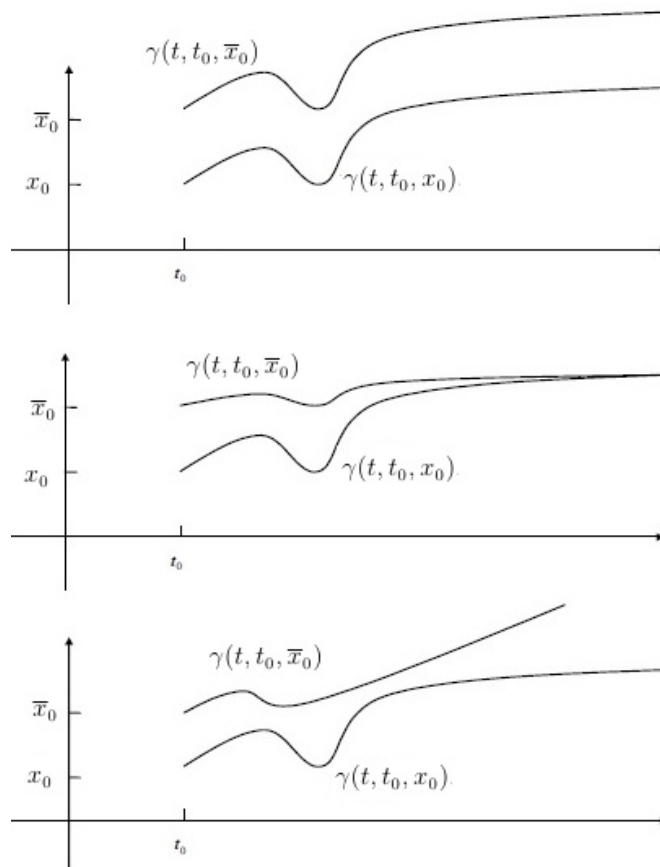 γ(t, t₀, x̅₀)
x̅₀
x₀
γ(t, t₀, x₀)
t₀
γ(t, t₀, x̅₀)
x̅₀
x₀
γ(t, t₀, x₀)
t₀
γ(t, t₀, x̅₀)
x̅₀
x₀
γ(t, t₀, x₀)
t₀